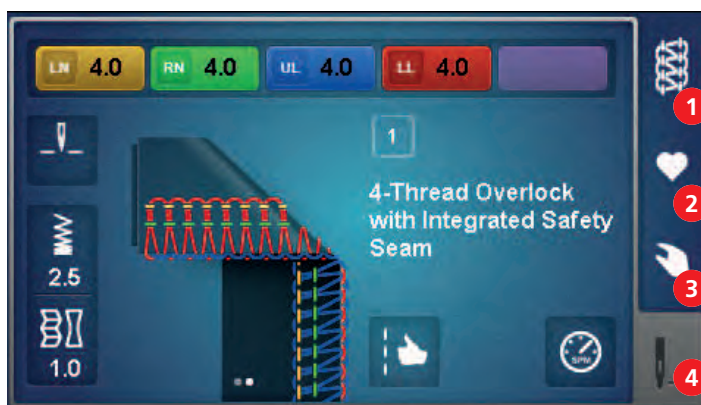 LN 4.0 RN 4.0 UL 4.0 LL 4.0
1
1
4-Thread Overlock
with Integrated Safety
Seam
2
2.5
3
1.0
SPM
4